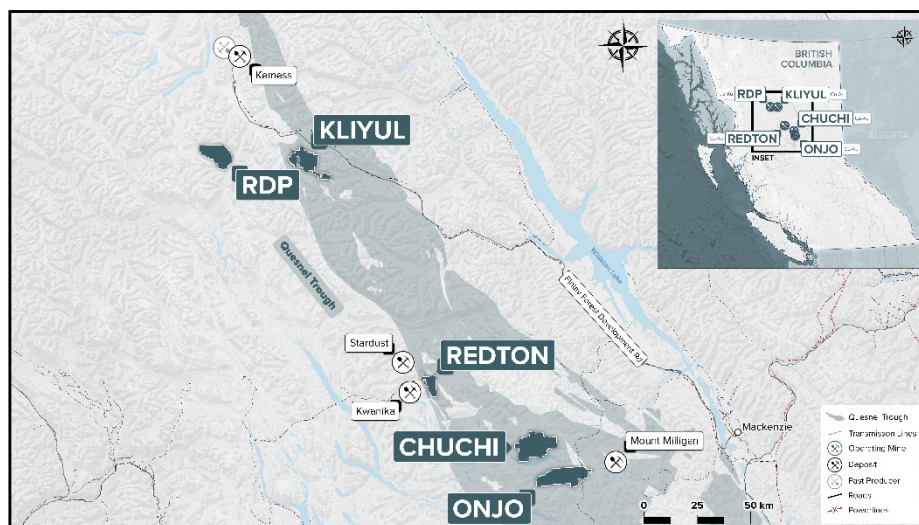 Kemess
KLIYUL
RDP
Quesnel Trough
Williston Lake
Finlay Forest Development Rd
Stardust
REDTON
Kwanika
CHUCHI
Mount Milligan
Mackenzie
ONJO
0 25 50 km
BRITISH
COLUMBIA
ALBERTA
RDP
KLIYUL
CHUCHI
REDTON
ONJO
INSET
Quesnel Trough
Transmisson Lines
Operating Mine
Deposit
Past Producer
Roads
Powerlines